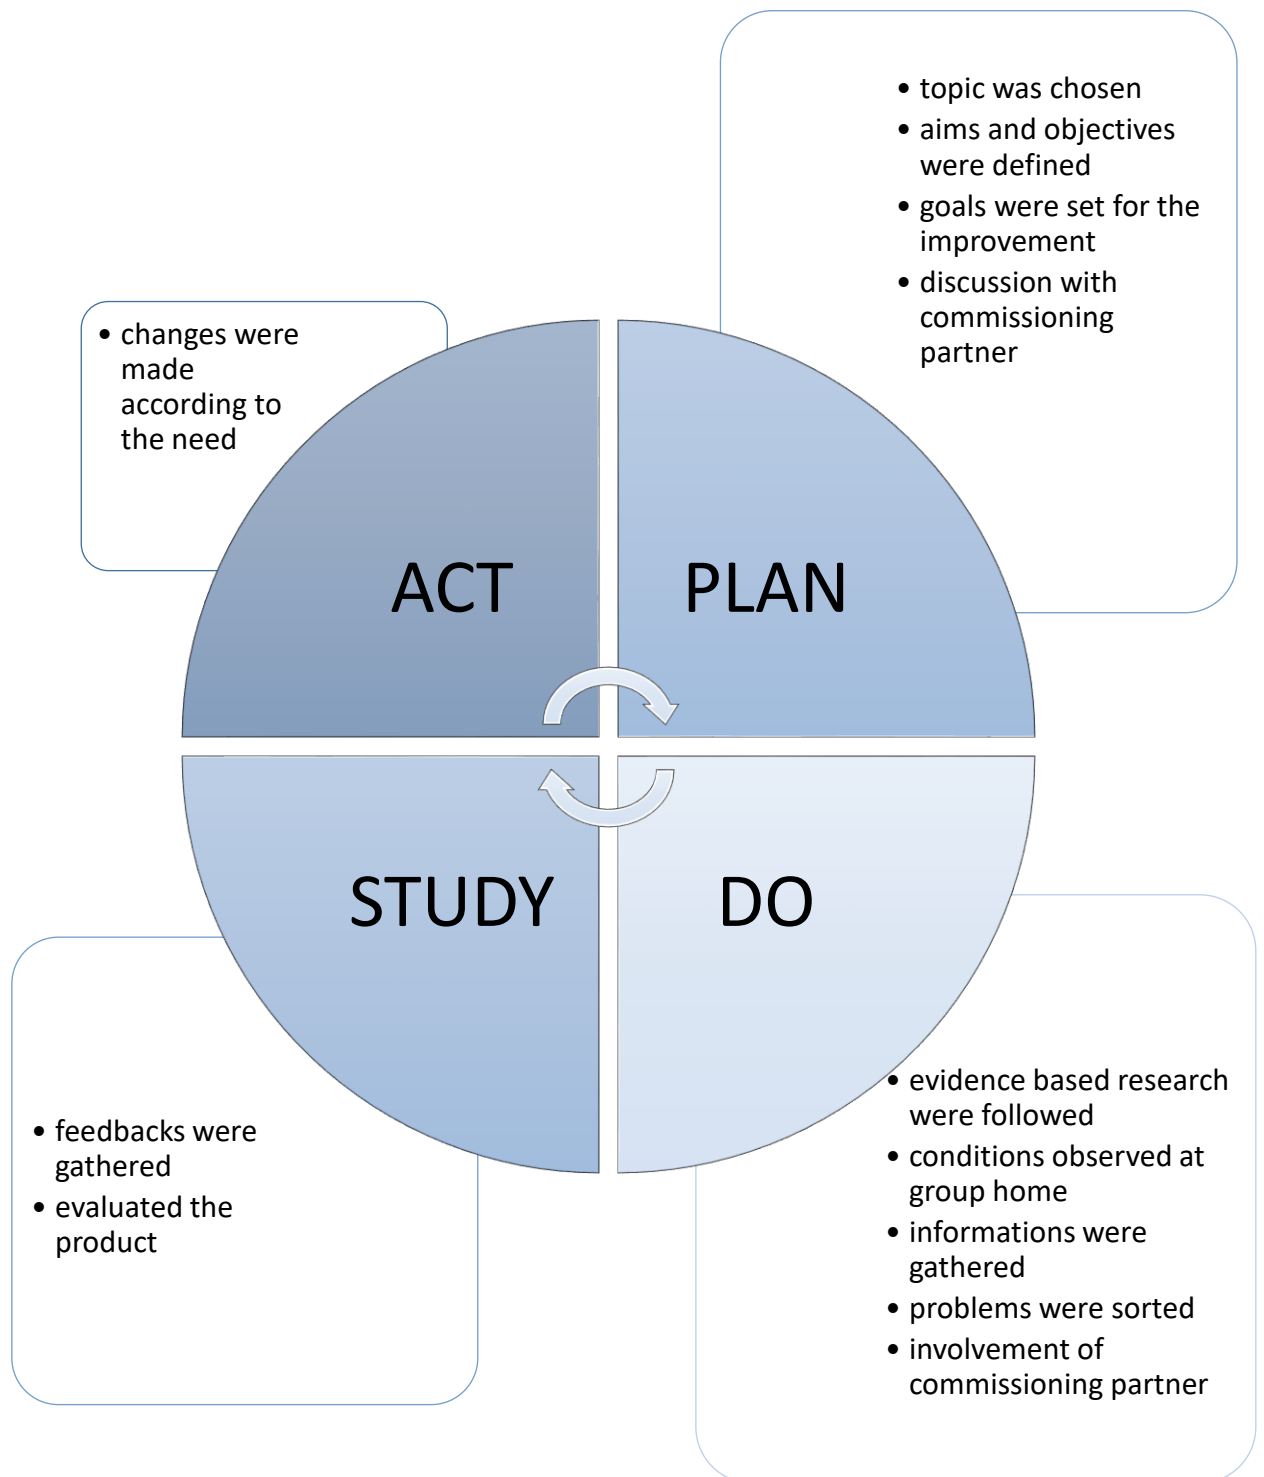 • topic was chosen
• aims and objectives
were defined
• goals were set for the
improvement
• discussion with
commissioning
partner
• changes were
made
according to
the need
ACT
PLAN
STUDY
DO
• feedbacks were
gathered
• evaluated the
product
• evidence based research
were followed
• conditions observed at
group home
• informations were
gathered
• problems were sorted
• involvement of
commissioning partner